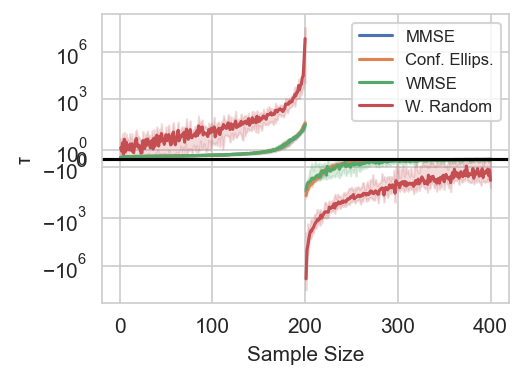 MMSE
Conf. Ellips.
WMSE
W. Random
10^6
10^3
10^0
0
−10^0
−10^3
−10^6
τ
0 100 200 300 400
Sample Size